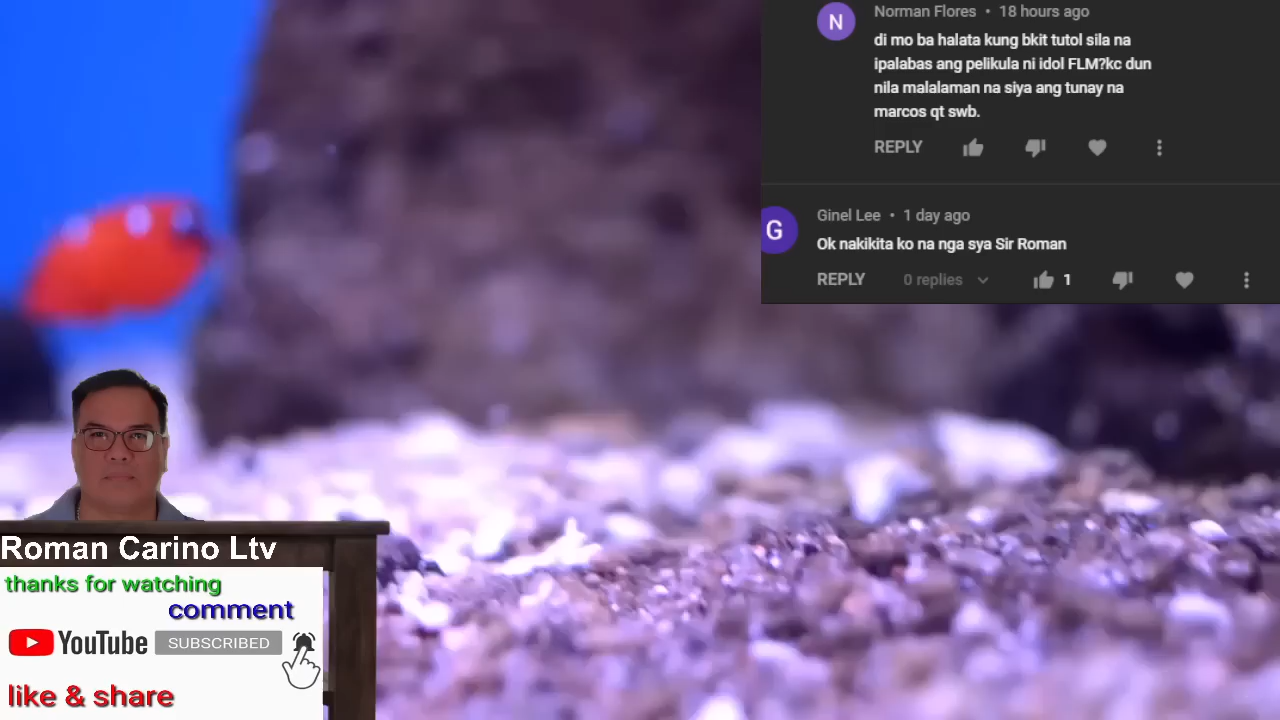 N
Norman Flores • 18 hours ago
di mo ba halata kung bkit tutol sila na
ipalabas ang pelikula ni idol FLM?kc dun
nila malalaman na siya ang tunay na
marcos qt swb.
REPLY
G
Ginel Lee • 1 day ago
Ok nakikita ko na nga sya Sir Roman
REPLY 0 replies 1
Roman Carino Ltv
thanks for watching
comment
YouTube SUBSCRIBED
like & share